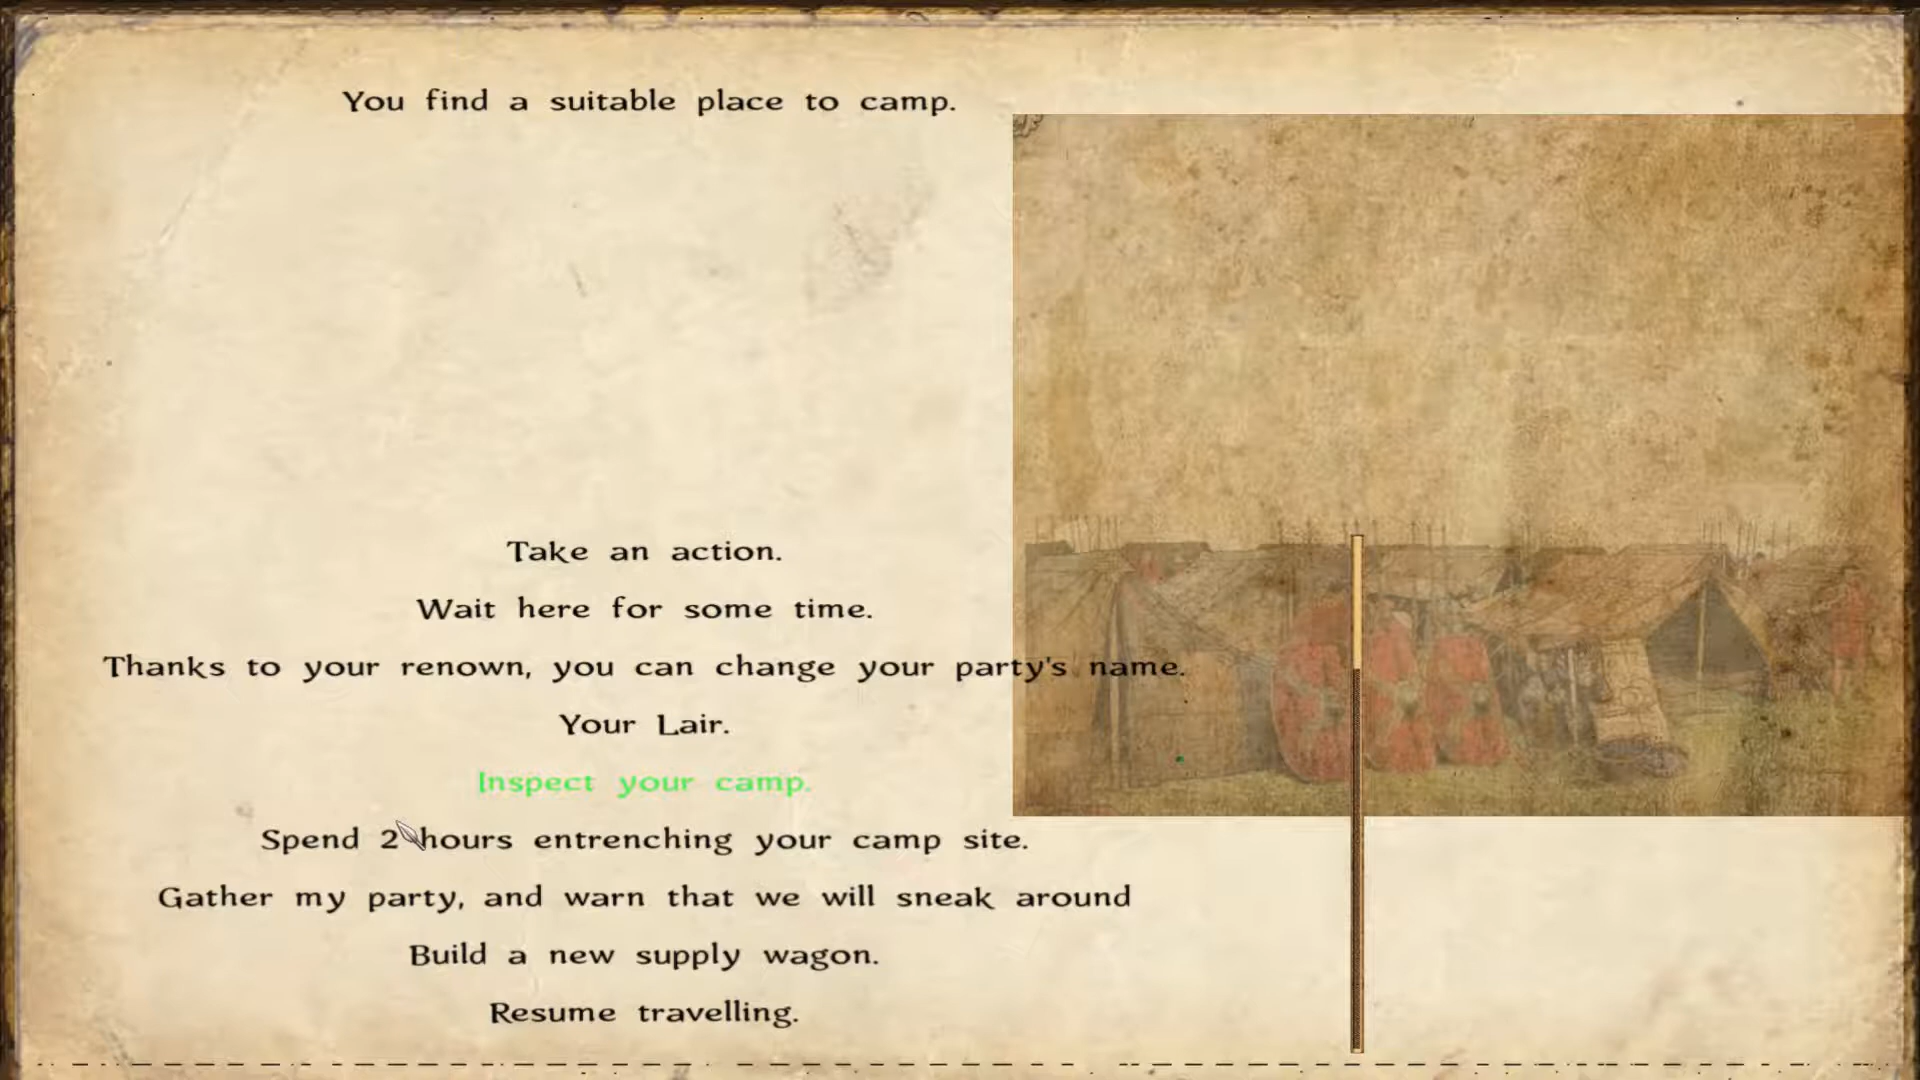 You find a suitable place to camp.
Take an action.
Wait here for some time.
Thanks to your renown, you can change your party's name.
Your Lair.
Inspect your camp.
Spend 2 hours entrenching your camp site.
Gather my party, and warn that we will sneak around
Build a new supply wagon.
Resume travelling.